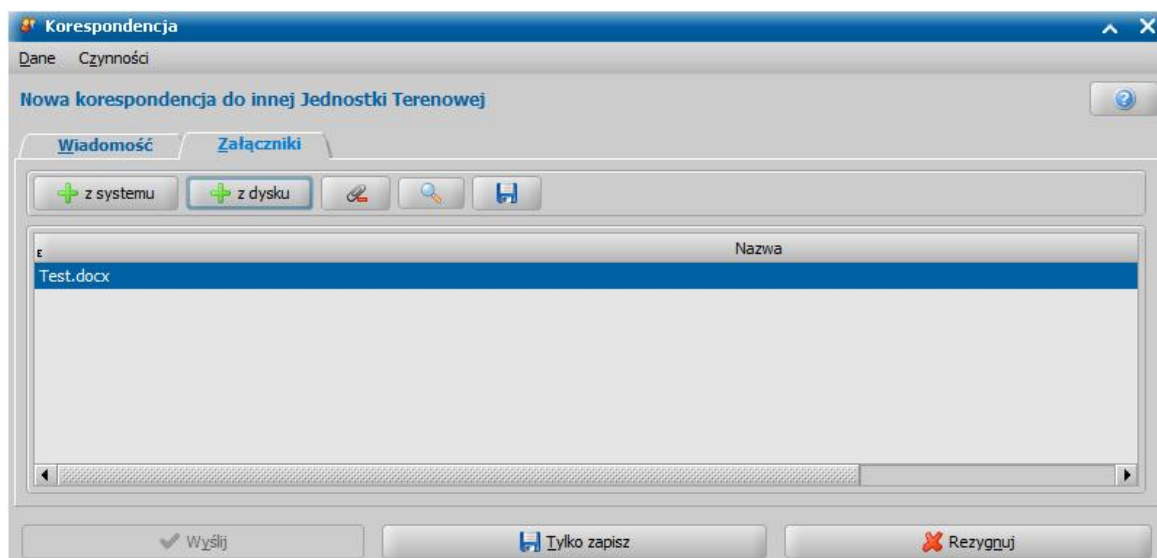 Korespondencja
Dane Czynności
Nowa korespondencja do innej Jednostki Terenowej
Wiadomość Załączniki
z systemu z dysku
Nazwa
Test.docx
Wyślij Tylko zapisz Rezygnuj